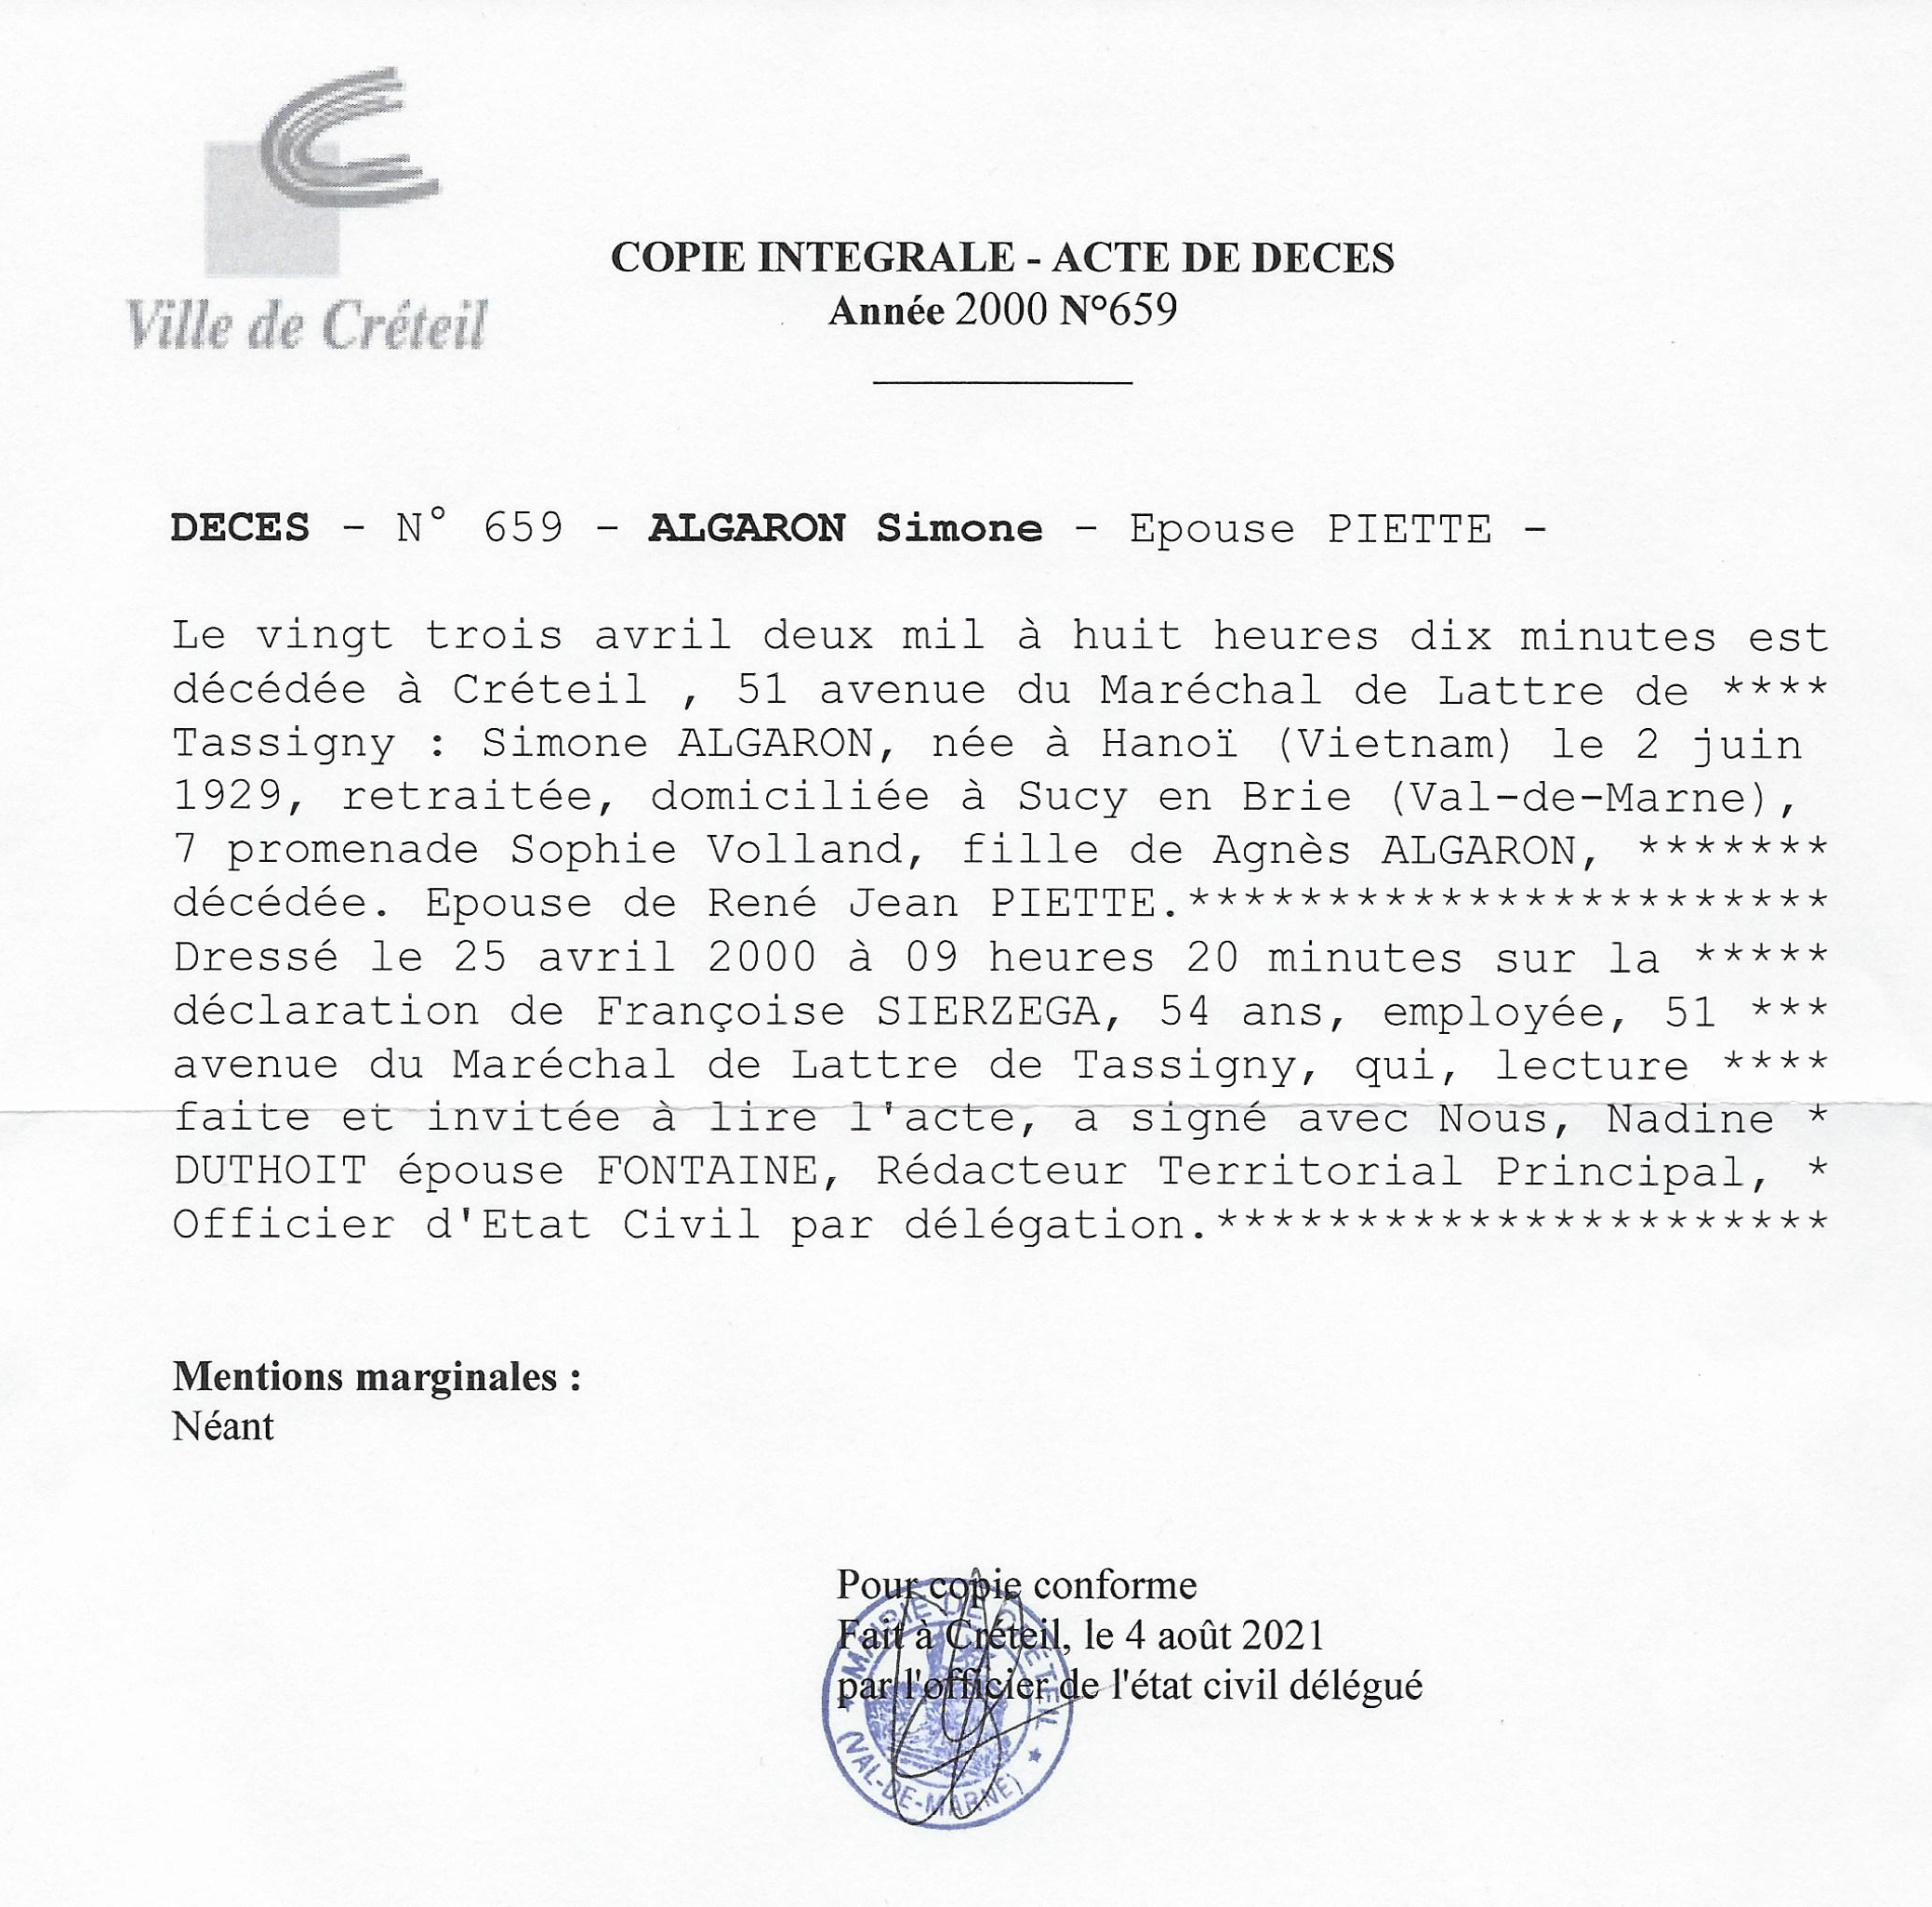 Ville de Créteil
COPIE INTEGRALE - ACTE DE DECES
Année 2000 N°659
DECES - N° 659 - ALGARON Simone - Epouse PIETTE -
Le vingt trois avril deux mil à huit heures dix minutes est
décédée à Créteil , 51 avenue du Maréchal de Lattre de ****
Tassigny : Simone ALGARON, née à Hanoï (Vietnam) le 2 juin
1929, retraitée, domiciliée à Sucy en Brie (Val-de-Marne),
7 promenade Sophie Volland, fille de Agnès ALGARON, *******
décédée. Epouse de René Jean PIETTE.***********************
Dressé le 25 avril 2000 à 09 heures 20 minutes sur la *****
déclaration de Françoise SIERZEGA, 54 ans, employée, 51 ***
avenue du Maréchal de Lattre de Tassigny, qui, lecture ****
faite et invitée à lire l'acte, a signé avec Nous, Nadine *
DUTHOIT épouse FONTAINE, Rédacteur Territorial Principal, *
Officier d'Etat Civil par délégation.**********************
Mentions marginales :
Néant
Pour copie conforme
Fait à Créteil, le 4 août 2021
par l'officier de l'état civil délégué
MAIRIE DE CRETEIL
(VAL-DE-MARNE)